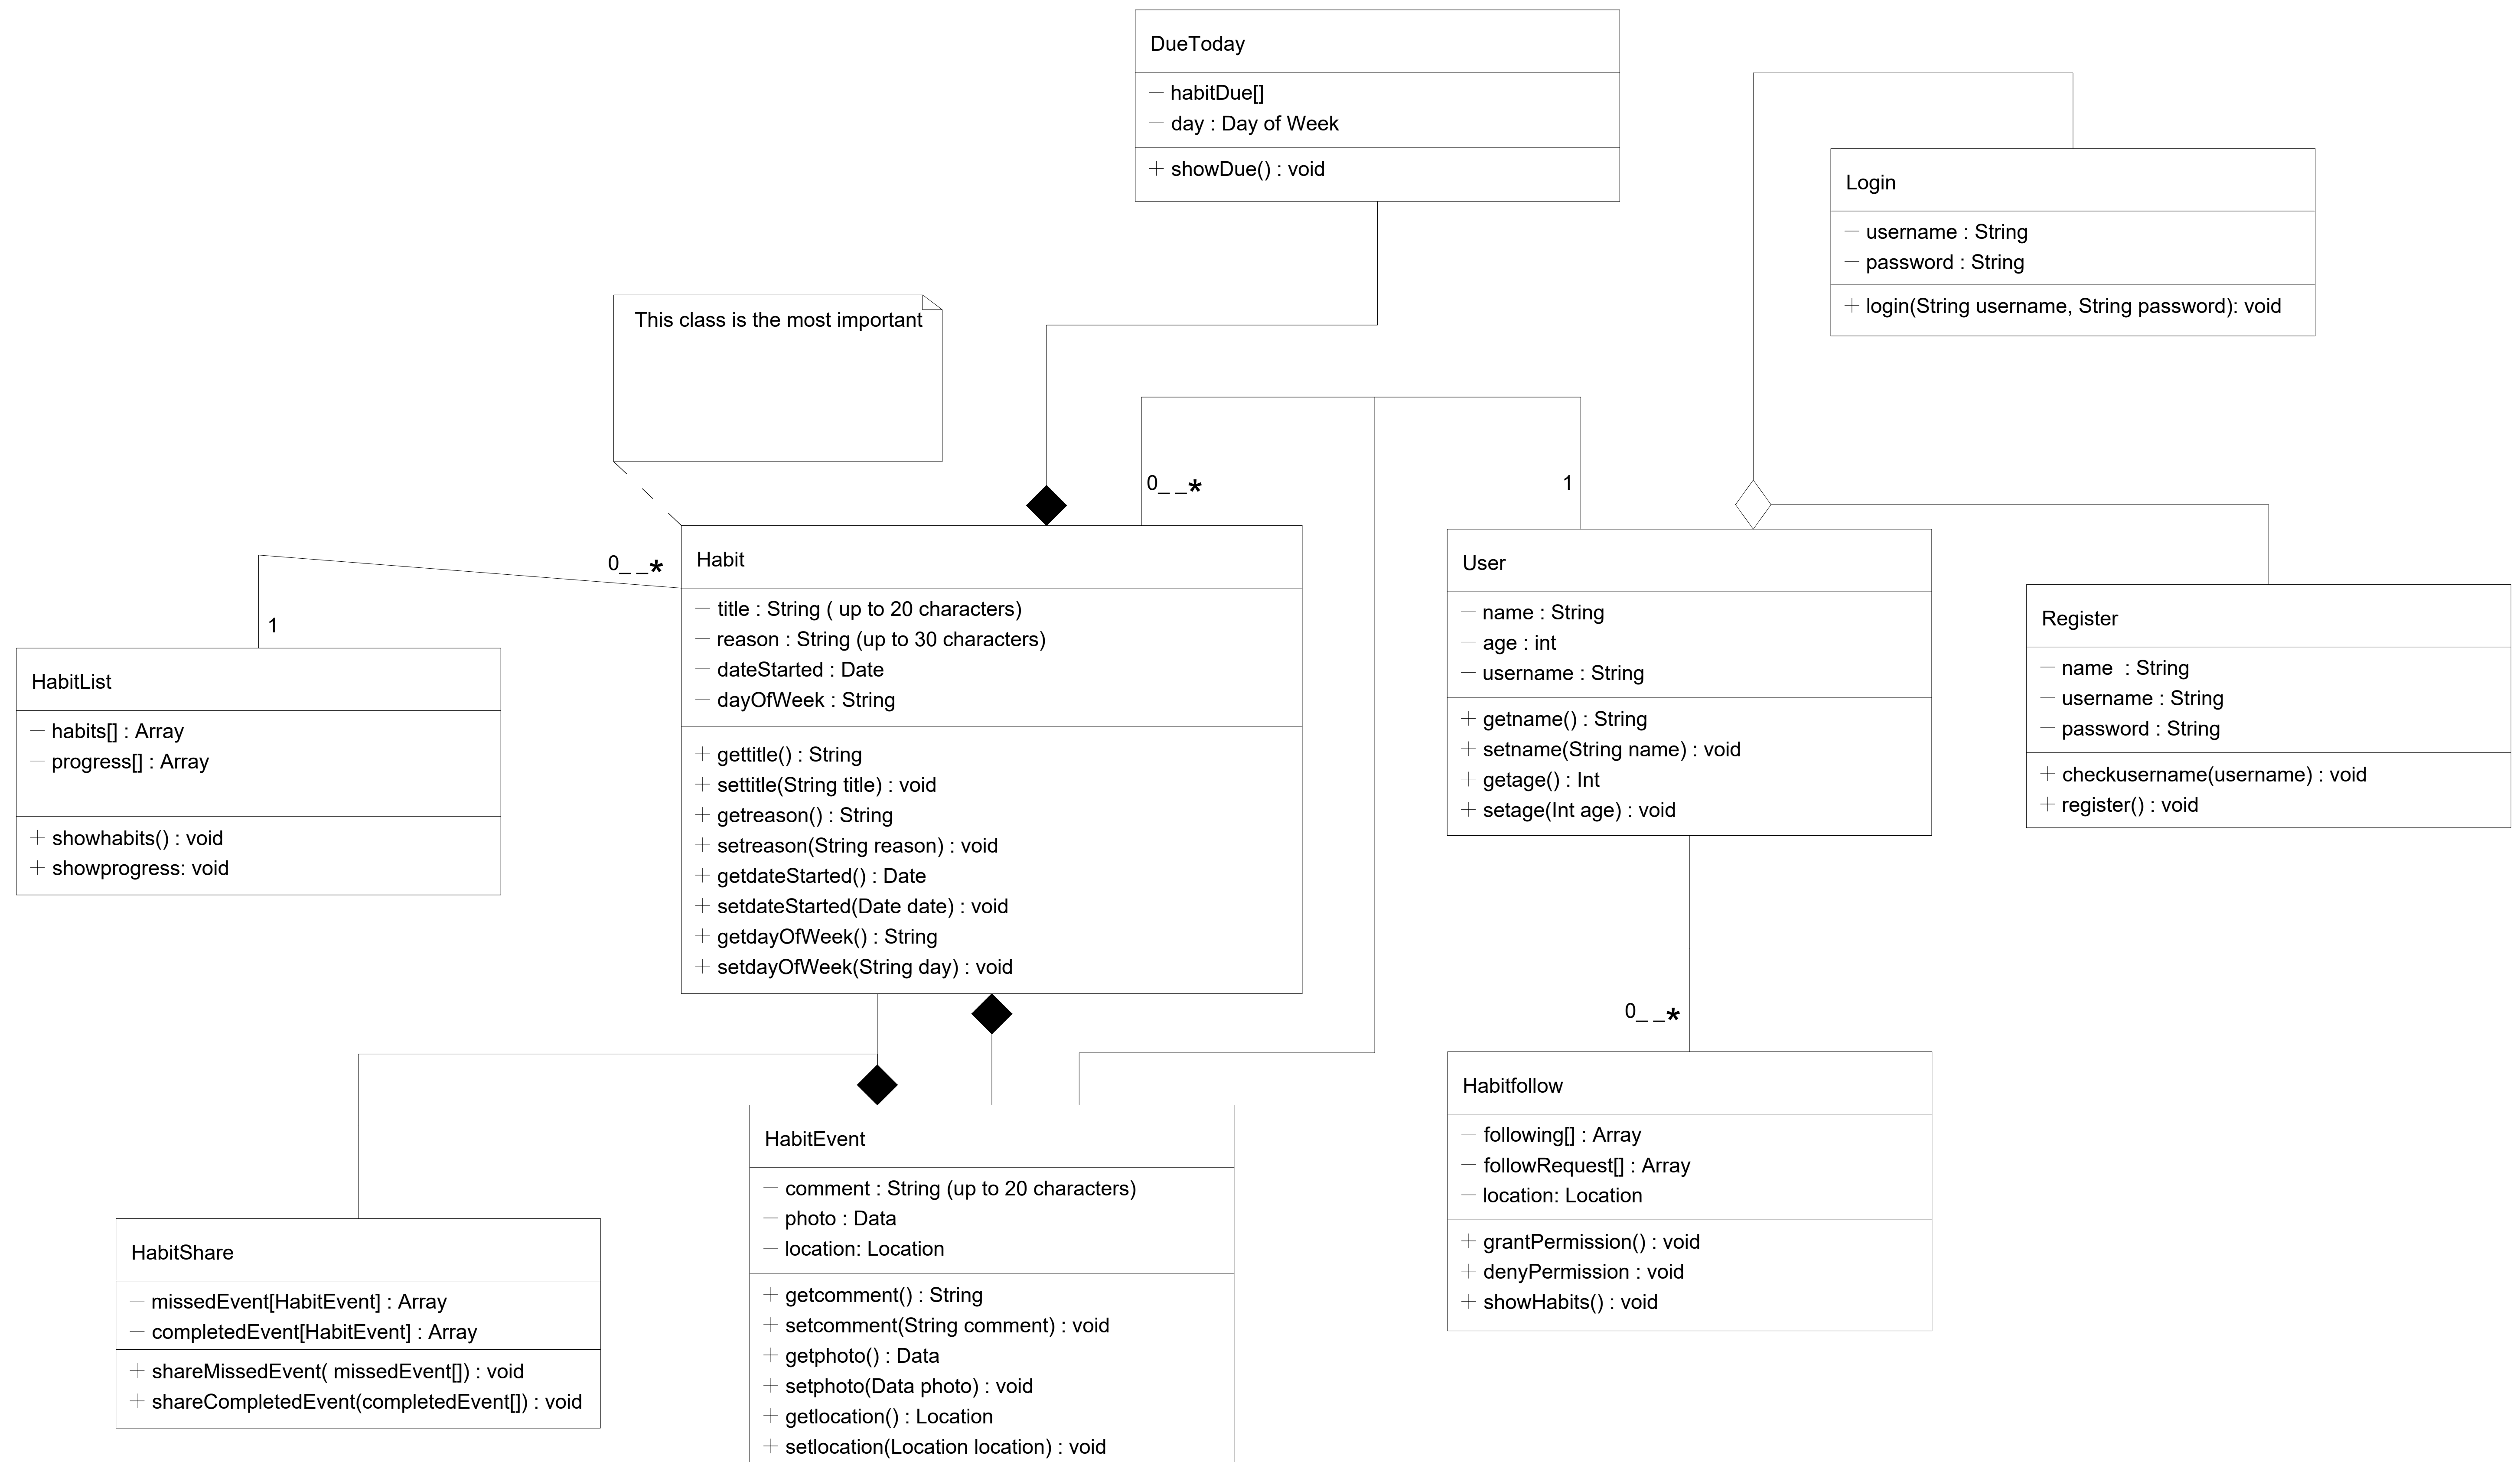 DueToday
— habitDue[]
— day : Day of Week
+ showDue() : void
Login
— username : String
— password : String
+ login(String username, String password): void
This class is the most important
0_ _*
1
0_ _*
1
Habit
— title : String ( up to 20 characters)
— reason : String (up to 30 characters)
— dateStarted : Date
— dayOfWeek : String
+ gettitle() : String
+ settitle(String title) : void
+ getreason() : String
+ setreason(String reason) : void
+ getdateStarted() : Date
+ setdateStarted(Date date) : void
+ getdayOfWeek() : String
+ setdayOfWeek(String day) : void
User
— name : String
— age : int
— username : String
+ getname() : String
+ setname(String name) : void
+ getage() : Int
+ setage(Int age) : void
Register
— name  : String
— username : String
— password : String
+ checkusername(username) : void
+ register() : void
HabitList
— habits[] : Array
— progress[] : Array
+ showhabits() : void
+ showprogress: void
0_ _*
Habitfollow
— following[] : Array
— followRequest[] : Array
— location: Location
+ grantPermission() : void
+ denyPermission : void
+ showHabits() : void
HabitEvent
— comment : String (up to 20 characters)
— photo : Data
— location: Location
+ getcomment() : String
+ setcomment(String comment) : void
+ getphoto() : Data
+ setphoto(Data photo) : void
+ getlocation() : Location
+ setlocation(Location location) : void
HabitShare
— missedEvent[HabitEvent] : Array
— completedEvent[HabitEvent] : Array
+ shareMissedEvent( missedEvent[]) : void
+ shareCompletedEvent(completedEvent[]) : void